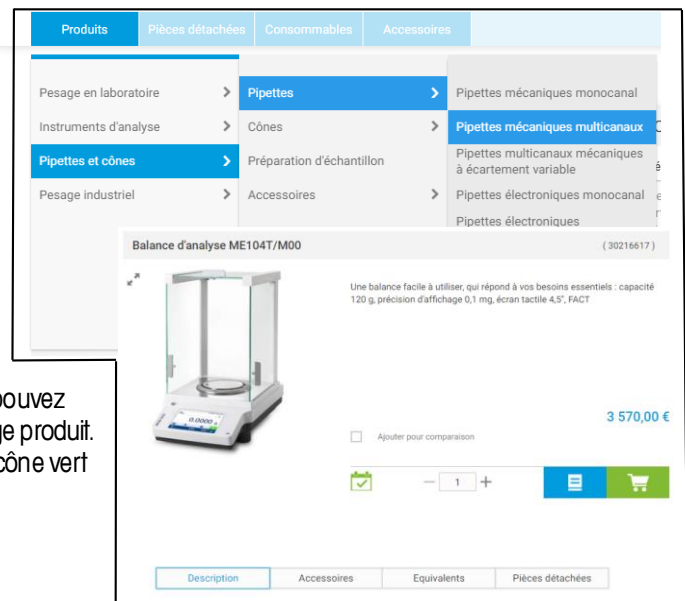 Produits Pièces détachées Consommables Accessoires
Pesage en laboratoire
Instruments d'analyse
Pipettes et cônes
Pesage industriel
Pipettes
Cônes
Préparation d'échantillon
Accessoires
Pipettes mécaniques monocanal
Pipettes mécaniques multicanaux
Pipettes multicanaux mécaniques
à écartement variable
Pipettes électroniques monocanal
Pipettes électroniques
Balance d'analyse ME104T/M00 ( 30216617 )
Une balance facile à utiliser, qui répond à vos besoins essentiels : capacité
120 g, précision d'affichage 0,1 mg, écran tactile 4,5", FACT
3 570,00 €
Ajouter pour comparaison
— 1 +
Description Accessoires Equivalents Pièces détachées
pouvez
produit.
cône vert